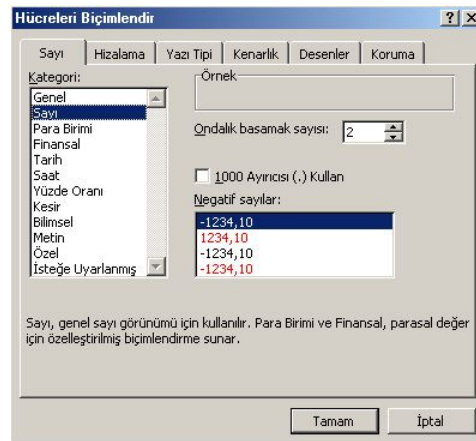 Hücreleri Biçimlendir
Sayı Hizalama Yazı Tipi Kenarlık Desenler Koruma
Kategori:
Genel
Sayı
Para Birimi
Finansal
Tarih
Saat
Yüzde Oranı
Kesir
Bilimsel
Metin
Özel
İsteğe Uyarlanmış
Örnek
Ondalık basamak sayısı: 2
1000 Ayırıcısı (.) Kullan
Negatif sayılar:
-1234,10
1234,10
-1234,10
-1234,10
Sayı, genel sayı görünümü için kullanılır. Para Birimi ve Finansal, parasal değer
için özelleştirilmiş biçimlendirme sunar.
Tamam İptal